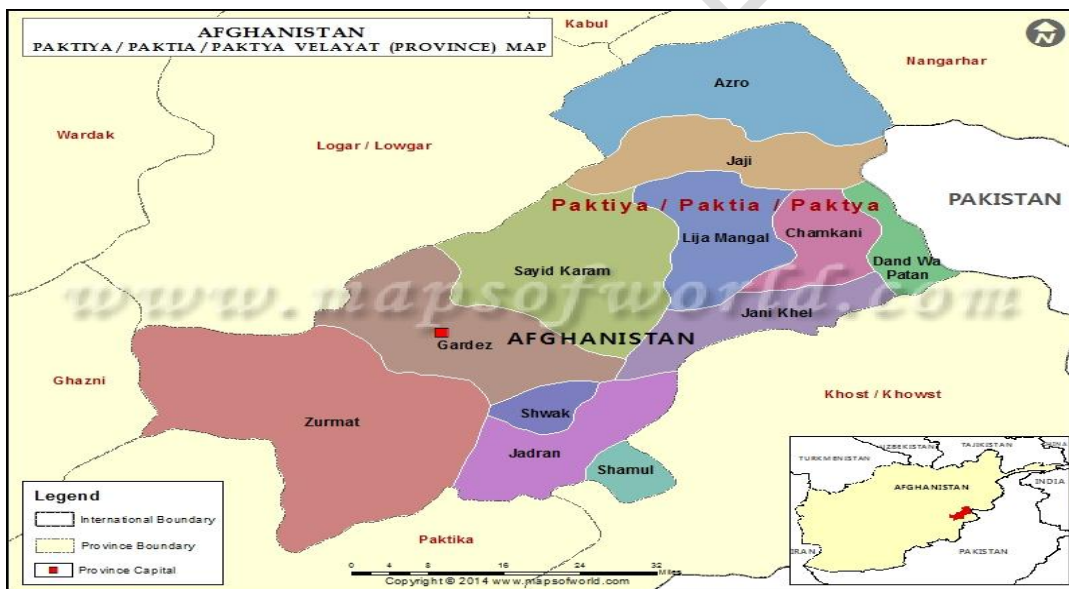 AFGHANISTAN
PAKTIYA / PAKTIA / PAKTYA VELAYAT (PROVINCE) MAP
Kabul
N
Nangarhar
Azro
Wardak
Logar / Lowgar
Jaji
PAKISTAN
Paktiya / Paktia / Paktya
Lija Mangal
Chamkani
Dand Wa
Patan
Sayid Karam
www.mapsofworld.com
Jani Khel
Gardez
AFGHANISTAN
Ghazni
Khost / Khowst
Zurmat
Shwak
Jadran
Shamul
Paktika
Legend
International Boundary
Province Boundary
Province Capital
0 8 16 24 32
Miles
Copyright © 2014 www.mapsofworld.com
UZBEKISTAN
TAJIKISTAN
TURKMENISTAN
AFGHANISTAN
INDIA
IRAN
PAKISTAN